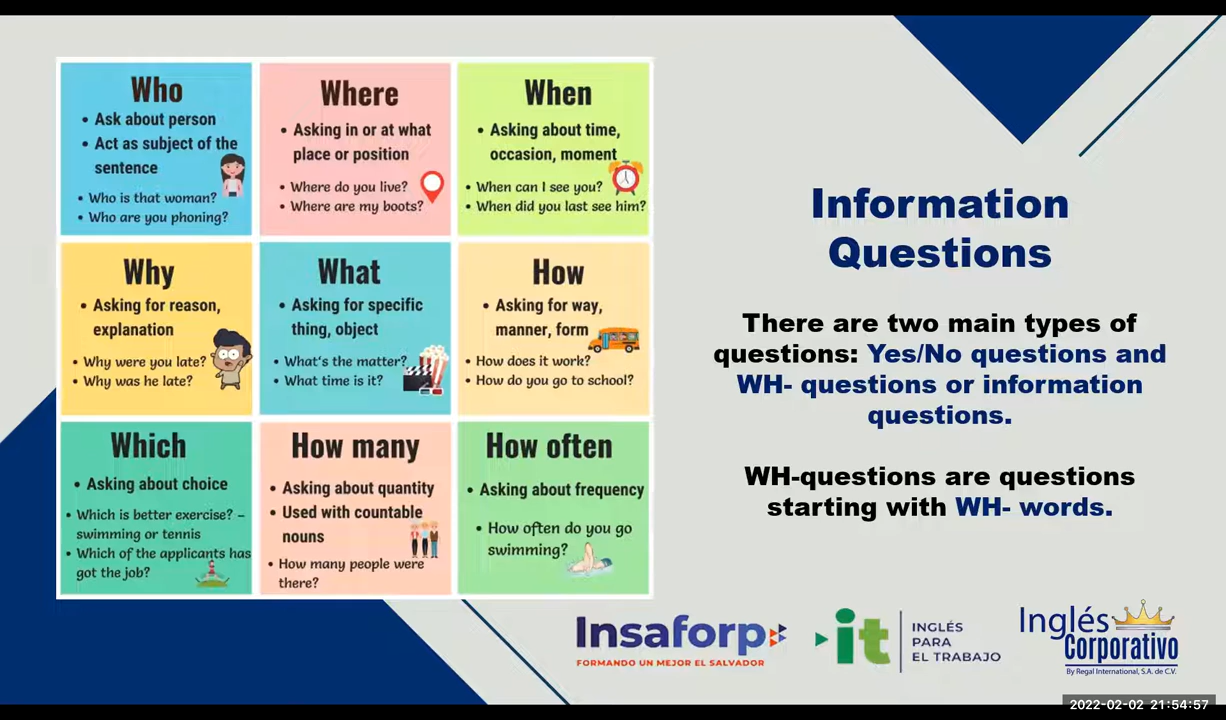 Who
• Ask about person
• Act as subject of the
sentence
• Who is that woman?
• Who are you phoning?
Where
• Asking in or at what
place or position
• Where do you live?
• Where are my boots?
When
• Asking about time,
occasion, moment
• When can I see you?
• When did you last see him?
Why
• Asking for reason,
explanation
• Why were you late?
• Why was he late?
What
• Asking for specific
thing, object
• What's the matter?
• What time is it?
How
• Asking for way,
manner, form
• How does it work?
• How do you go to school?
Which
• Asking about choice
• Which is better exercise? –
swimming or tennis
• Which of the applicants has
got the job?
How many
• Asking about quantity
• Used with countable
nouns
• How many people were
there?
How often
• Asking about frequency
• How often do you go
swimming?
Information
Questions
There are two main types of
questions: Yes/No questions and
WH- questions or information
questions.
WH-questions are questions
starting with WH- words.
Insaforp
FORMANDO UN MEJOR EL SALVADOR
it
INGLÉS
PARA
EL TRABAJO
Inglés
Corporativo
By Regal International, S.A. de C.V.
2022-02-02 21:54:57